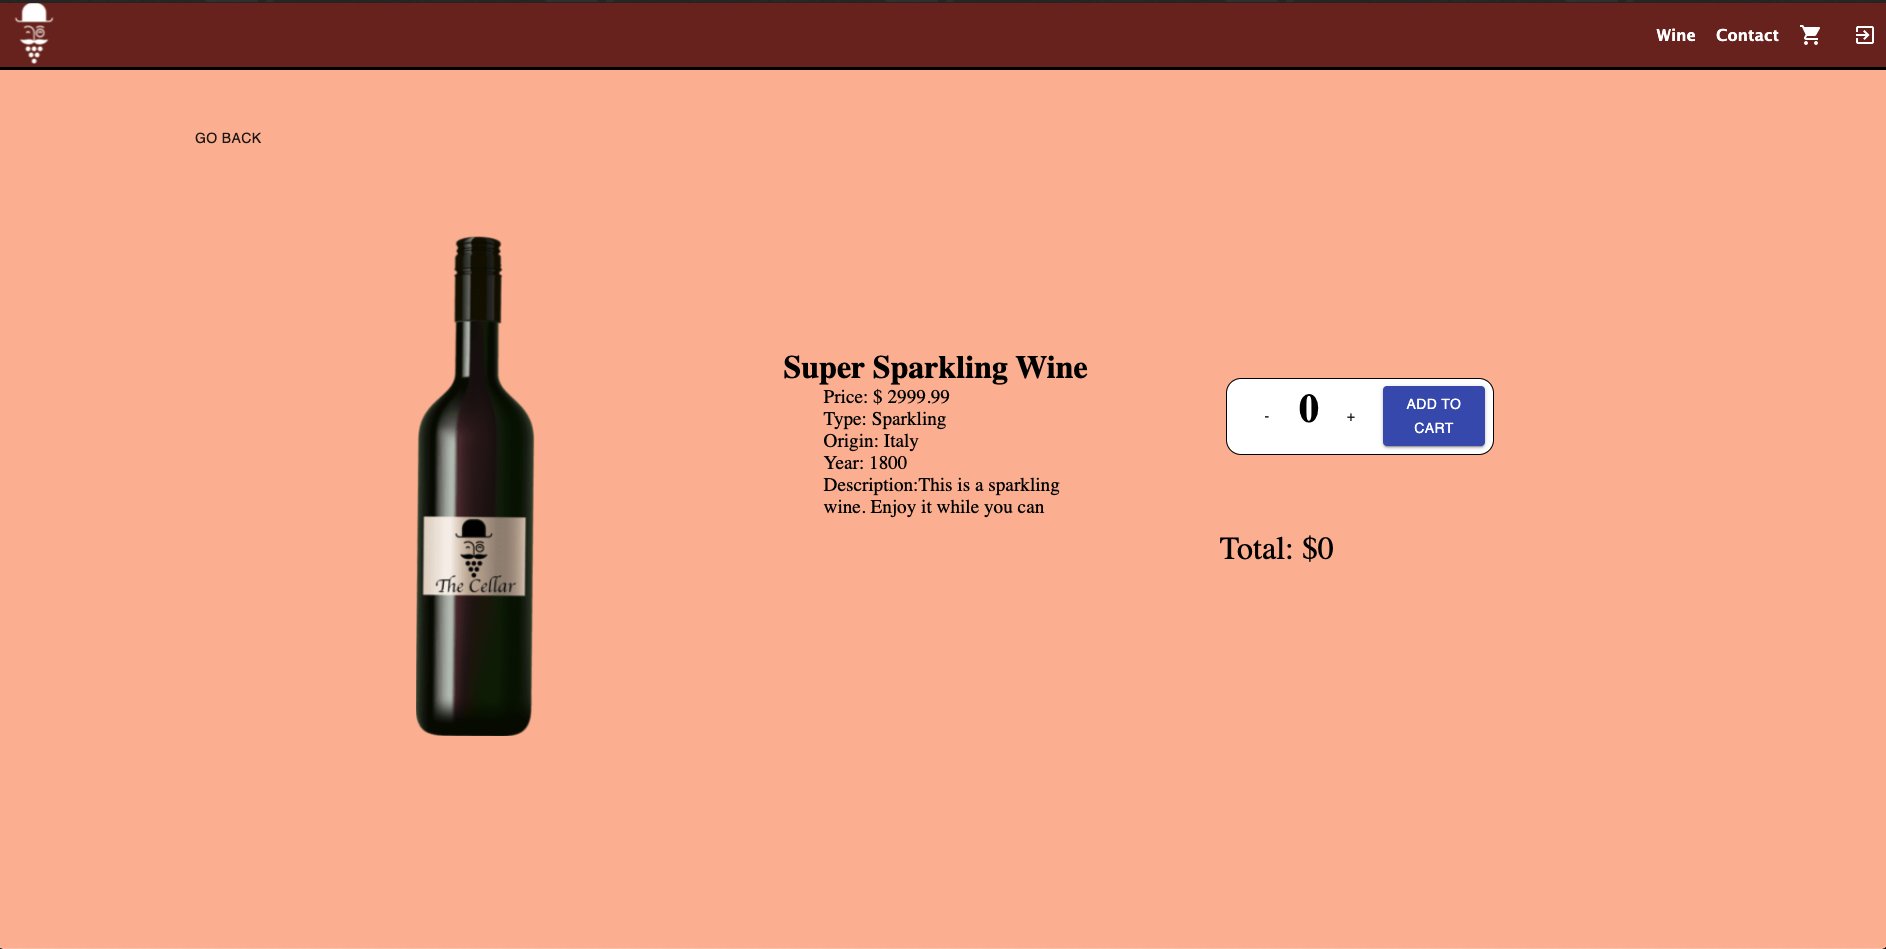 Wine Contact
GO BACK
The Cellar
Super Sparkling Wine
Price: $ 2999.99
Type: Sparkling
Origin: Italy
Year: 1800
Description:This is a sparkling
wine. Enjoy it while you can
- 0 +
ADD TO
CART
Total: $0